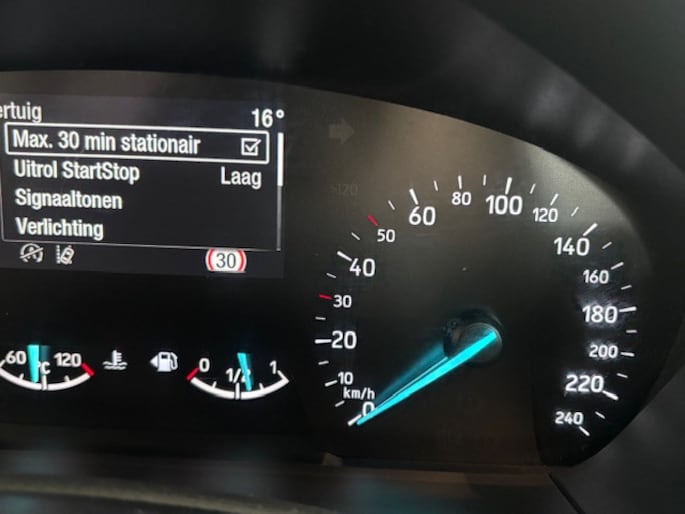 ertuig 16°
Max. 30 min stationair
Uitrol StartStop Laag
Signaaltonen
Verlichting
30
60 °C 120
0 1/2 1
0
10
20
30
40
50
60
80
100
120
140
160
180
200
220
240
km/h
>120